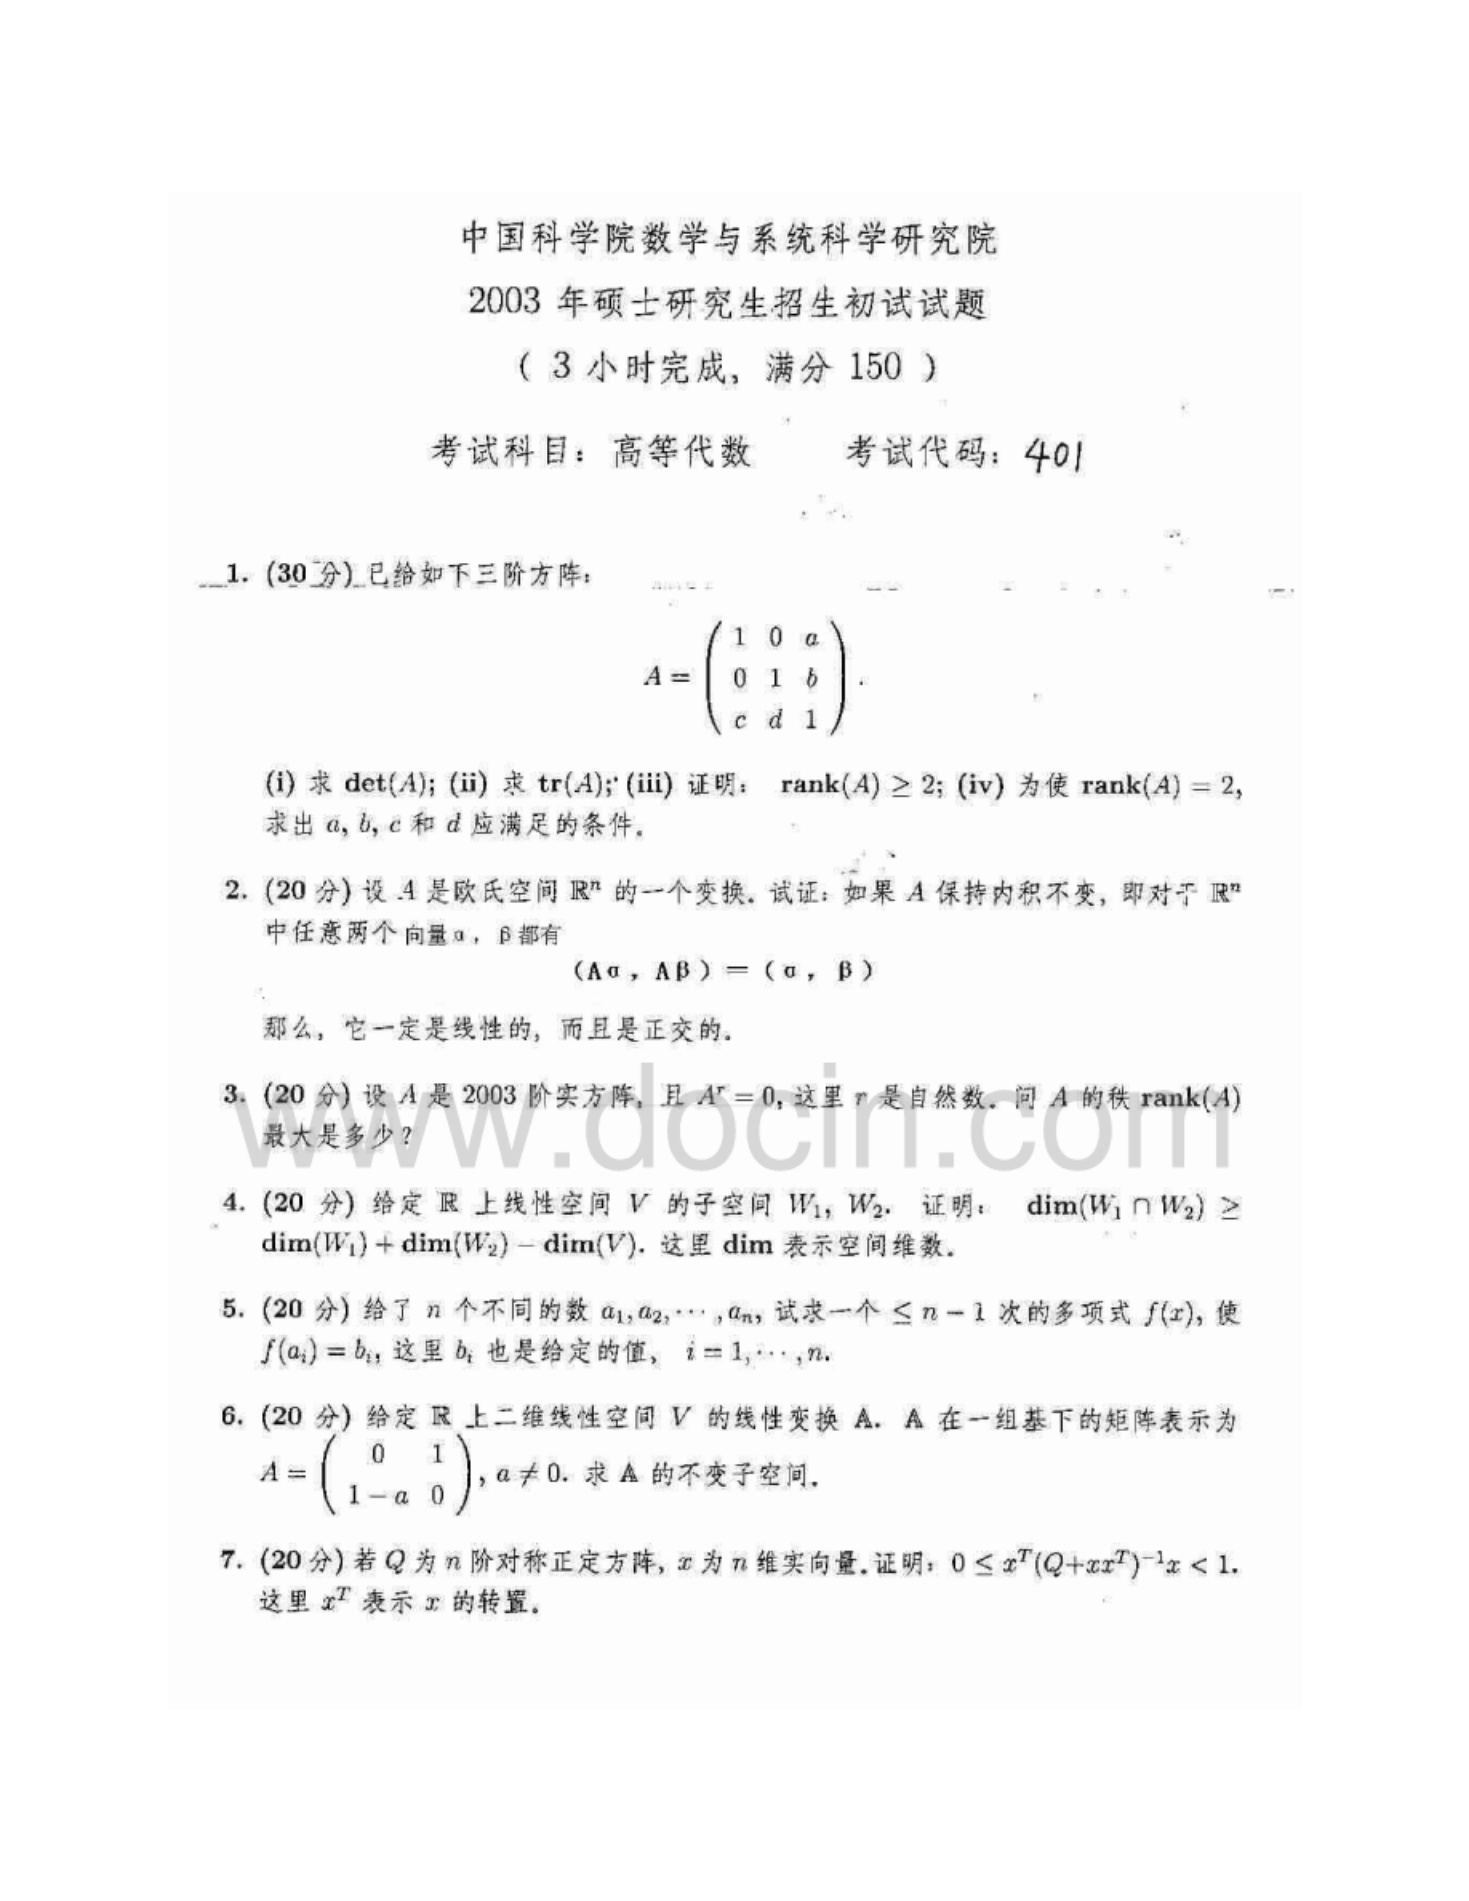 中国科学院数学与系统科学研究院
2003 年硕士研究生招生初试试题
( 3 小时完成, 满分 150 )
考试科目: 高等代数 考试代码: 401
1. (30 分) 已给如下三阶方阵:
A = ( 1 0 a
0 1 b
c d 1 ).
(i) 求 det(A); (ii) 求 tr(A); (iii) 证明: rank(A) ≥ 2; (iv) 为使 rank(A) = 2,
求出 a, b, c 和 d 应满足的条件.
2. (20 分) 设 A 是欧氏空间 ℝⁿ 的一个变换. 试证: 如果 A 保持内积不变, 即对于 ℝⁿ
中任意两个向量α, β都有
(Aα, Aβ) = (α, β)
那么, 它一定是线性的, 而且是正交的.
3. (20 分) 设 A 是 2003 阶实方阵, 且 Aʳ = 0, 这里 r 是自然数. 问 A 的秩 rank(A)
最大是多少?
www.docin.com
4. (20 分) 给定 ℝ 上线性空间 V 的子空间 W₁, W₂. 证明: dim(W₁ ∩ W₂) ≥
dim(W₁) + dim(W₂) − dim(V). 这里 dim 表示空间维数.
5. (20 分) 给了 n 个不同的数 a₁, a₂, ⋯ , aₙ, 试求一个 ≤ n − 1 次的多项式 f(x), 使
f(aᵢ) = bᵢ, 这里 bᵢ 也是给定的值, i = 1, ⋯ , n.
6. (20 分) 给定 ℝ 上二维线性空间 V 的线性变换 𝔸. 𝔸 在一组基下的矩阵表示为
A = ( 0 1
1 − a 0 ), a ≠ 0. 求 𝔸 的不变子空间.
7. (20 分) 若 Q 为 n 阶对称正定方阵, x 为 n 维实向量. 证明: 0 ≤ xᵀ(Q+xxᵀ)⁻¹x < 1.
这里 xᵀ 表示 x 的转置.